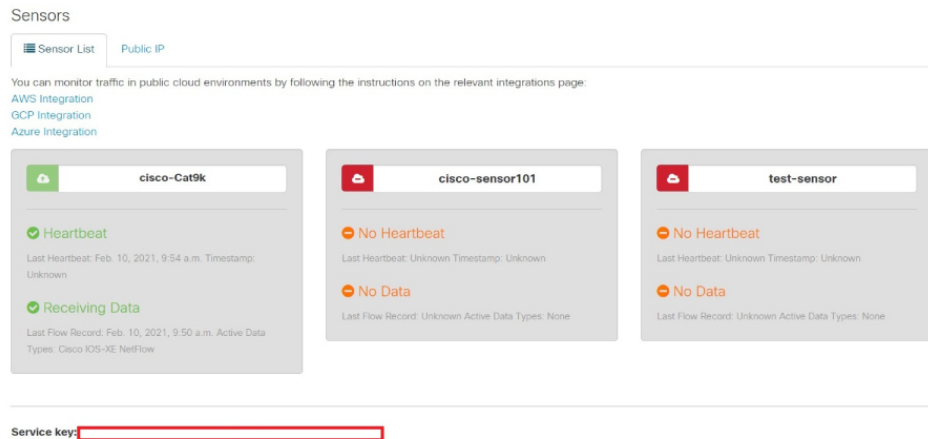 Sensors
Sensor List
Public IP
You can monitor traffic in public cloud environments by following the instructions on the relevant integrations page:
AWS Integration
GCP Integration
Azure Integration
cisco-Cat9k
Heartbeat
Last Heartbeat: Feb. 10, 2021, 9:54 a.m. Timestamp:
Unknown
Receiving Data
Last Flow Record: Feb. 10, 2021, 9:50 a.m. Active Data
Types: Cisco IOS-XE NetFlow
cisco-sensor101
No Heartbeat
Last Heartbeat: Unknown Timestamp: Unknown
No Data
Last Flow Record: Unknown Active Data Types: None
test-sensor
No Heartbeat
Last Heartbeat: Unknown Timestamp: Unknown
No Data
Last Flow Record: Unknown Active Data Types: None
Service key: